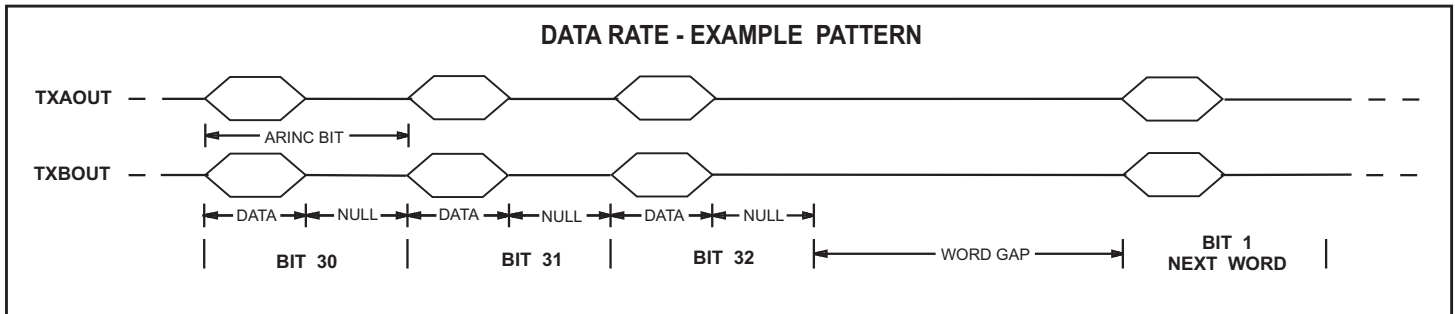 DATA RATE - EXAMPLE PATTERN
TXAOUT
ARINC BIT
TXBOUT
DATA NULL DATA NULL DATA NULL
BIT 30 BIT 31 BIT 32 WORD GAP BIT 1
NEXT WORD